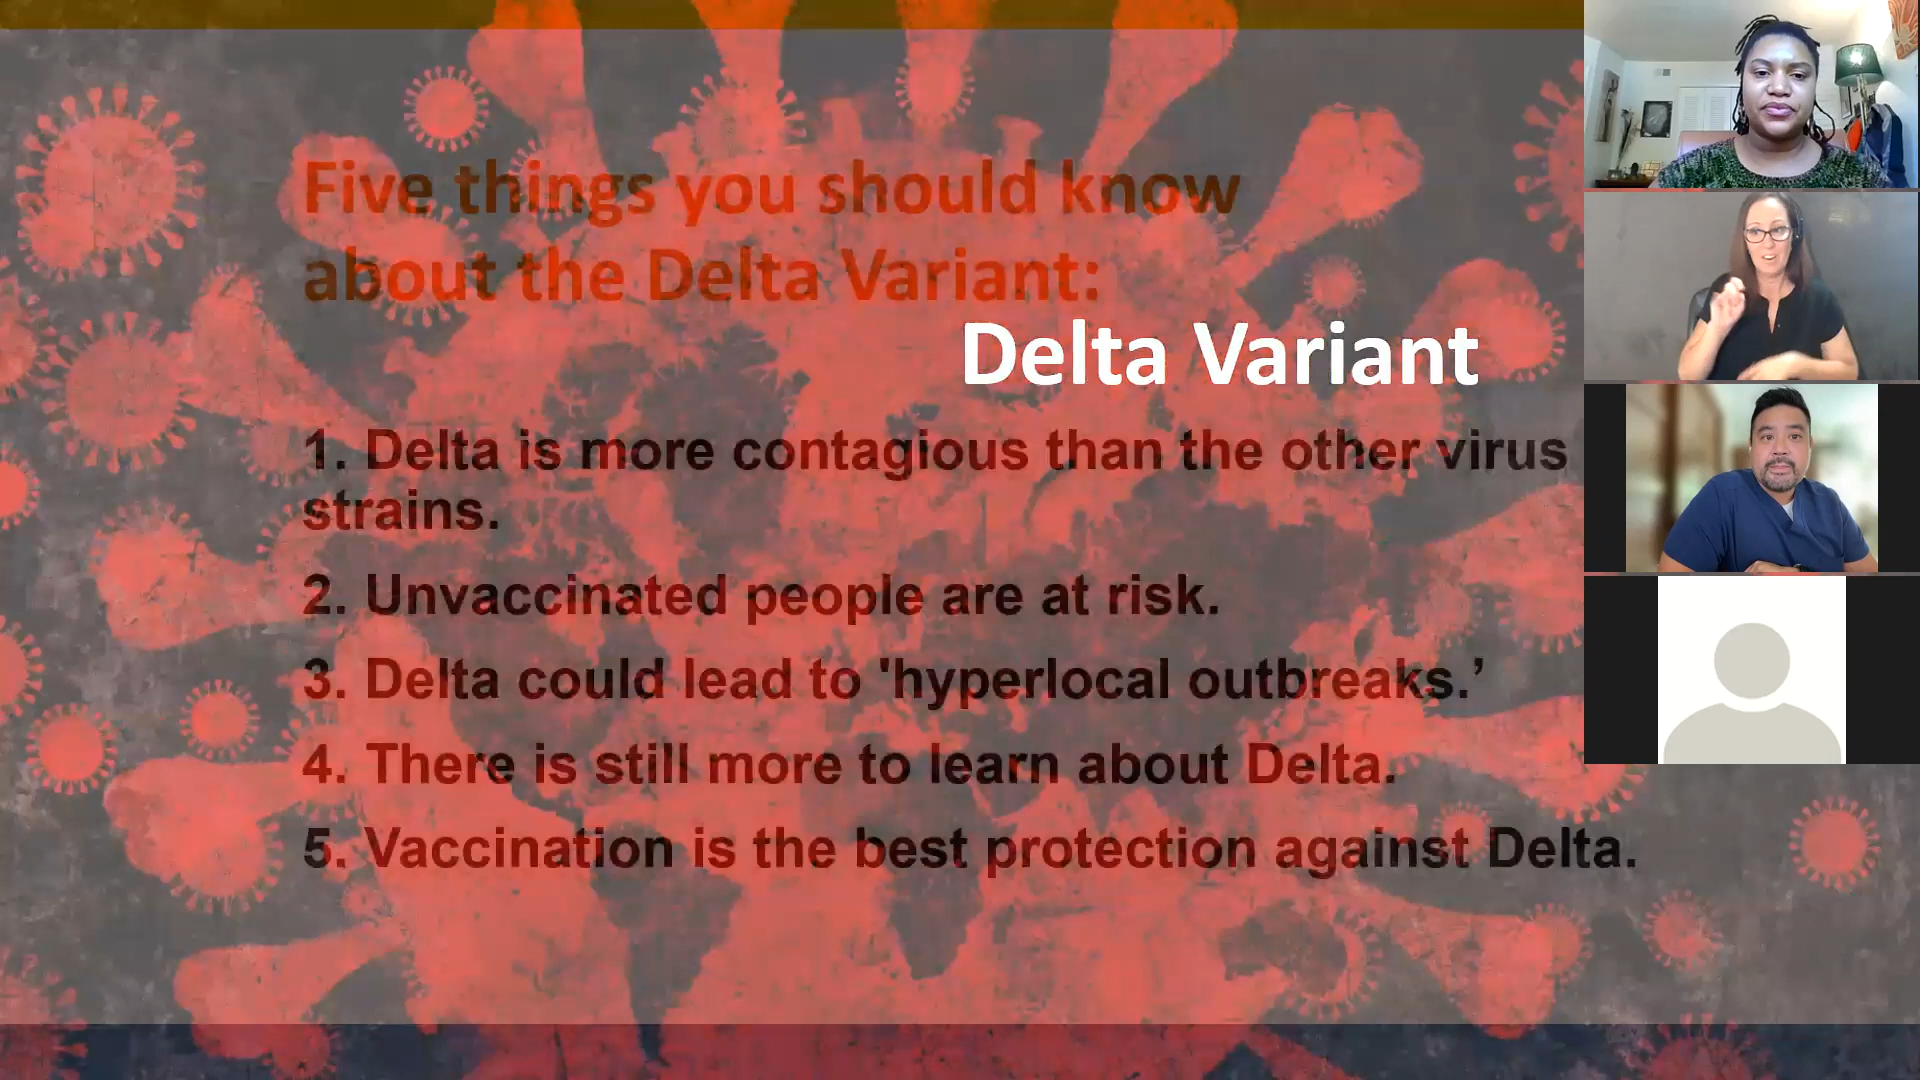 Five things you should know
about the Delta Variant:
Delta Variant
1. Delta is more contagious than the other virus
strains.
2. Unvaccinated people are at risk.
3. Delta could lead to 'hyperlocal outbreaks.’
4. There is still more to learn about Delta.
5. Vaccination is the best protection against Delta.